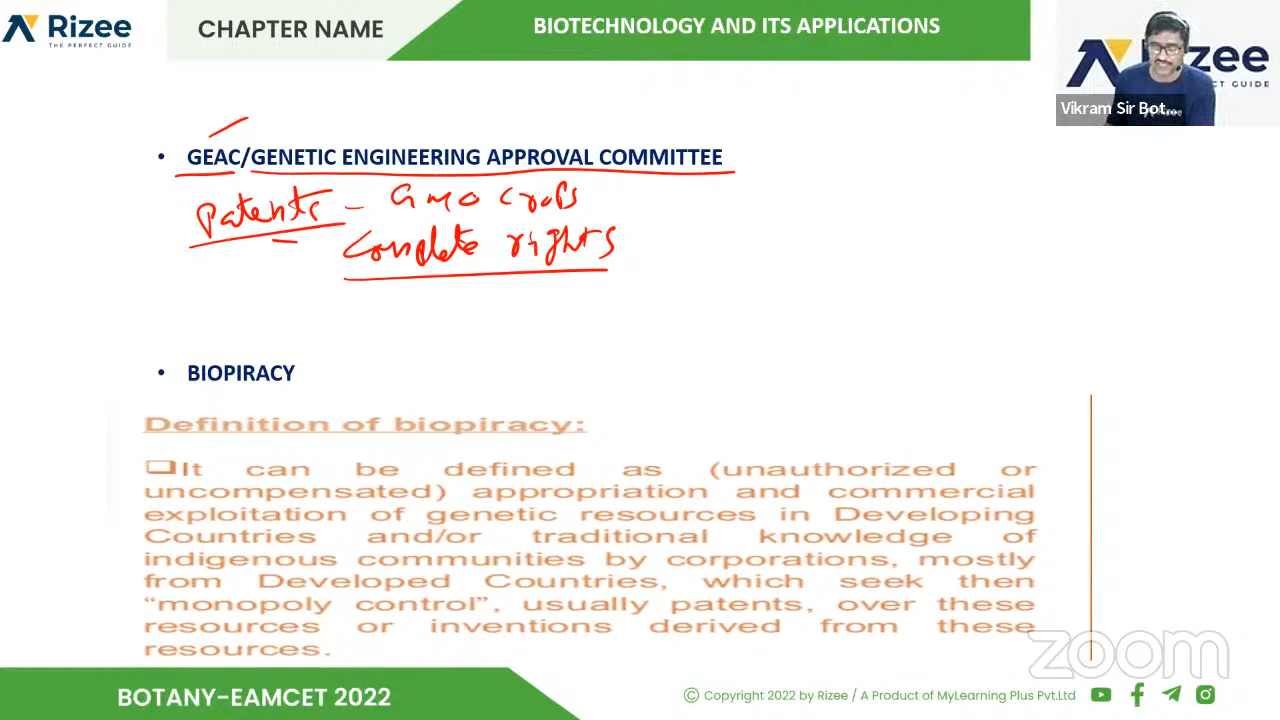 Rizee
THE PERFECT GUIDE
CHAPTER NAME
BIOTECHNOLOGY AND ITS APPLICATIONS
Rizee
GUIDE
Vikram Sir Bot...
Rizee
• GEAC/GENETIC ENGINEERING APPROVAL COMMITTEE
Patents - GMO Crops
Complete rights
• BIOPIRACY
Definition of biopiracy:
❑It can be defined as (unauthorized or
uncompensated) appropriation and commercial
exploitation of genetic resources in Developing
Countries and/or traditional knowledge of
indigenous communities by corporations, mostly
from Developed Countries, which seek then
“monopoly control”, usually patents, over these
resources or inventions derived from these
resources.
zoom
BOTANY-EAMCET 2022
© Copyright 2022 by Rizee / A Product of MyLearning Plus Pvt.Ltd